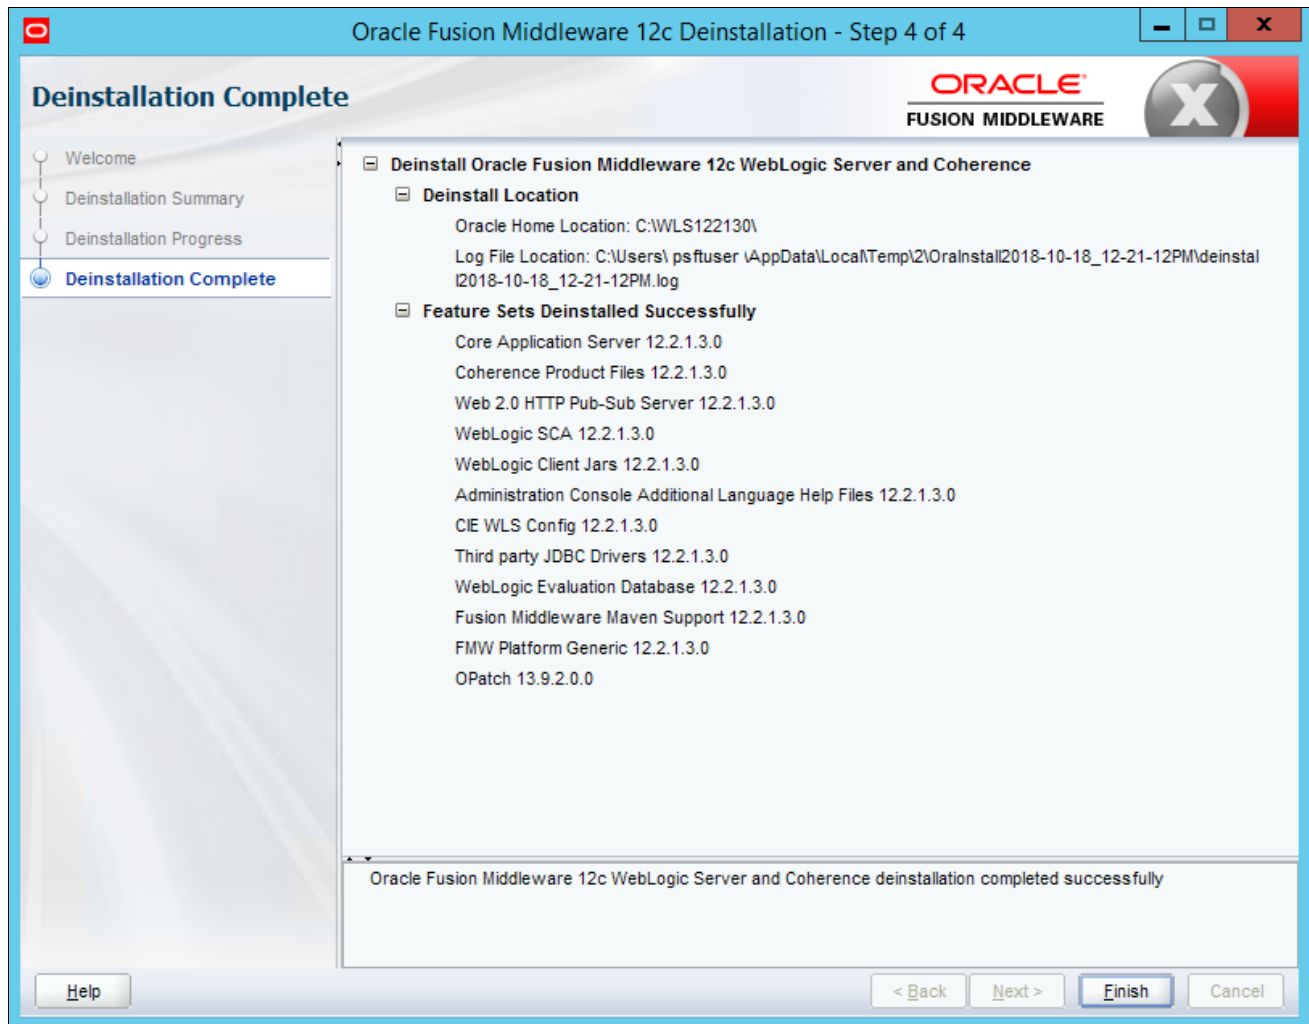 Oracle Fusion Middleware 12c Deinstallation - Step 4 of 4
Deinstallation Complete
ORACLE
FUSION MIDDLEWARE
Welcome
Deinstallation Summary
Deinstallation Progress
Deinstallation Complete
Deinstall Oracle Fusion Middleware 12c WebLogic Server and Coherence
Deinstall Location
Oracle Home Location: C:\WLS122130\
Log File Location: C:\Users\ psftuser \AppData\Local\Temp\2\OraInstall2018-10-18_12-21-12PM\deinstal
l2018-10-18_12-21-12PM.log
Feature Sets Deinstalled Successfully
Core Application Server 12.2.1.3.0
Coherence Product Files 12.2.1.3.0
Web 2.0 HTTP Pub-Sub Server 12.2.1.3.0
WebLogic SCA 12.2.1.3.0
WebLogic Client Jars 12.2.1.3.0
Administration Console Additional Language Help Files 12.2.1.3.0
CIE WLS Config 12.2.1.3.0
Third party JDBC Drivers 12.2.1.3.0
WebLogic Evaluation Database 12.2.1.3.0
Fusion Middleware Maven Support 12.2.1.3.0
FMW Platform Generic 12.2.1.3.0
OPatch 13.9.2.0.0
Oracle Fusion Middleware 12c WebLogic Server and Coherence deinstallation completed successfully
Help
< Back
Next >
Finish
Cancel